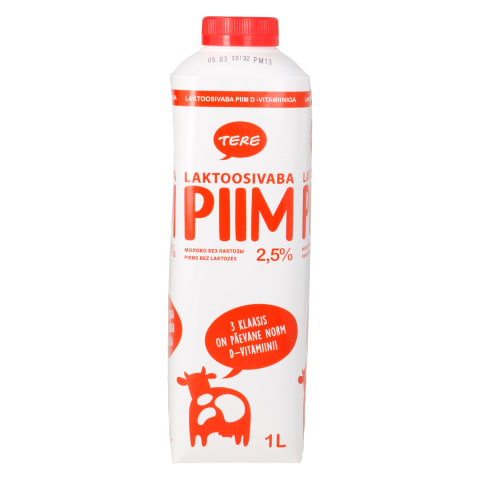 05.03 10:32 PM13
LAKTOOSIVABA PIIM D-VITAMIINIGA
TERE
LAKTOOSIVABA
PIIM
МОЛОКО БЕЗ ЛАКТОЗЫ
PIENS BEZ LAKTOZES
2,5%
3 KLAASIS
ON PÄEVANE NORM
D-VITAMIINI!
1L